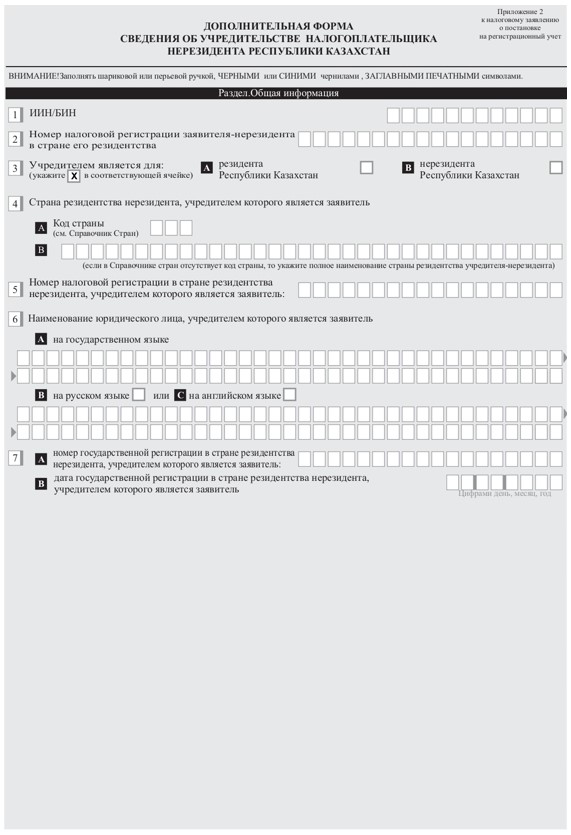 Приложение 2
к налоговому заявлению
о постановке
на регистрационный учет
ДОПОЛНИТЕЛЬНАЯ ФОРМА
СВЕДЕНИЯ ОБ УЧРЕДИТЕЛЬСТВЕ НАЛОГОПЛАТЕЛЬЩИКА
НЕРЕЗИДЕНТА РЕСПУБЛИКИ КАЗАХСТАН
ВНИМАНИЕ!Заполнять шариковой или перьевой ручкой, ЧЕРНЫМИ или СИНИМИ чернилами , ЗАГЛАВНЫМИ ПЕЧАТНЫМИ символами.
Раздел.Общая информация
1 ИИН/БИН
2 Номер налоговой регистрации заявителя-нерезидента
в стране его резидентства
3 Учредителем является для:
(укажите X в соответствующей ячейке)
A резидента
Республики Казахстан
B нерезидента
Республики Казахстан
4 Страна резидентства нерезидента, учредителем которого является заявитель
A Код страны
(см. Справочник Стран)
B
(если в Справочнике стран отсутствует код страны, то укажите полное наименование страны резидентства учредителя-нерезидента)
5 Номер налоговой регистрации в стране резидентства
нерезидента, учредителем которого является заявитель:
6 Наименование юридического лица, учредителем которого является заявитель
A на государственном языке
B на русском языке или C на английском языке
7 A номер государственной регистрации в стране резидентства
нерезидента, учредителем которого является заявитель:
B дата государственной регистрации в стране резидентства нерезидента,
учредителем которого является заявитель
Цифрами день, месяц, год